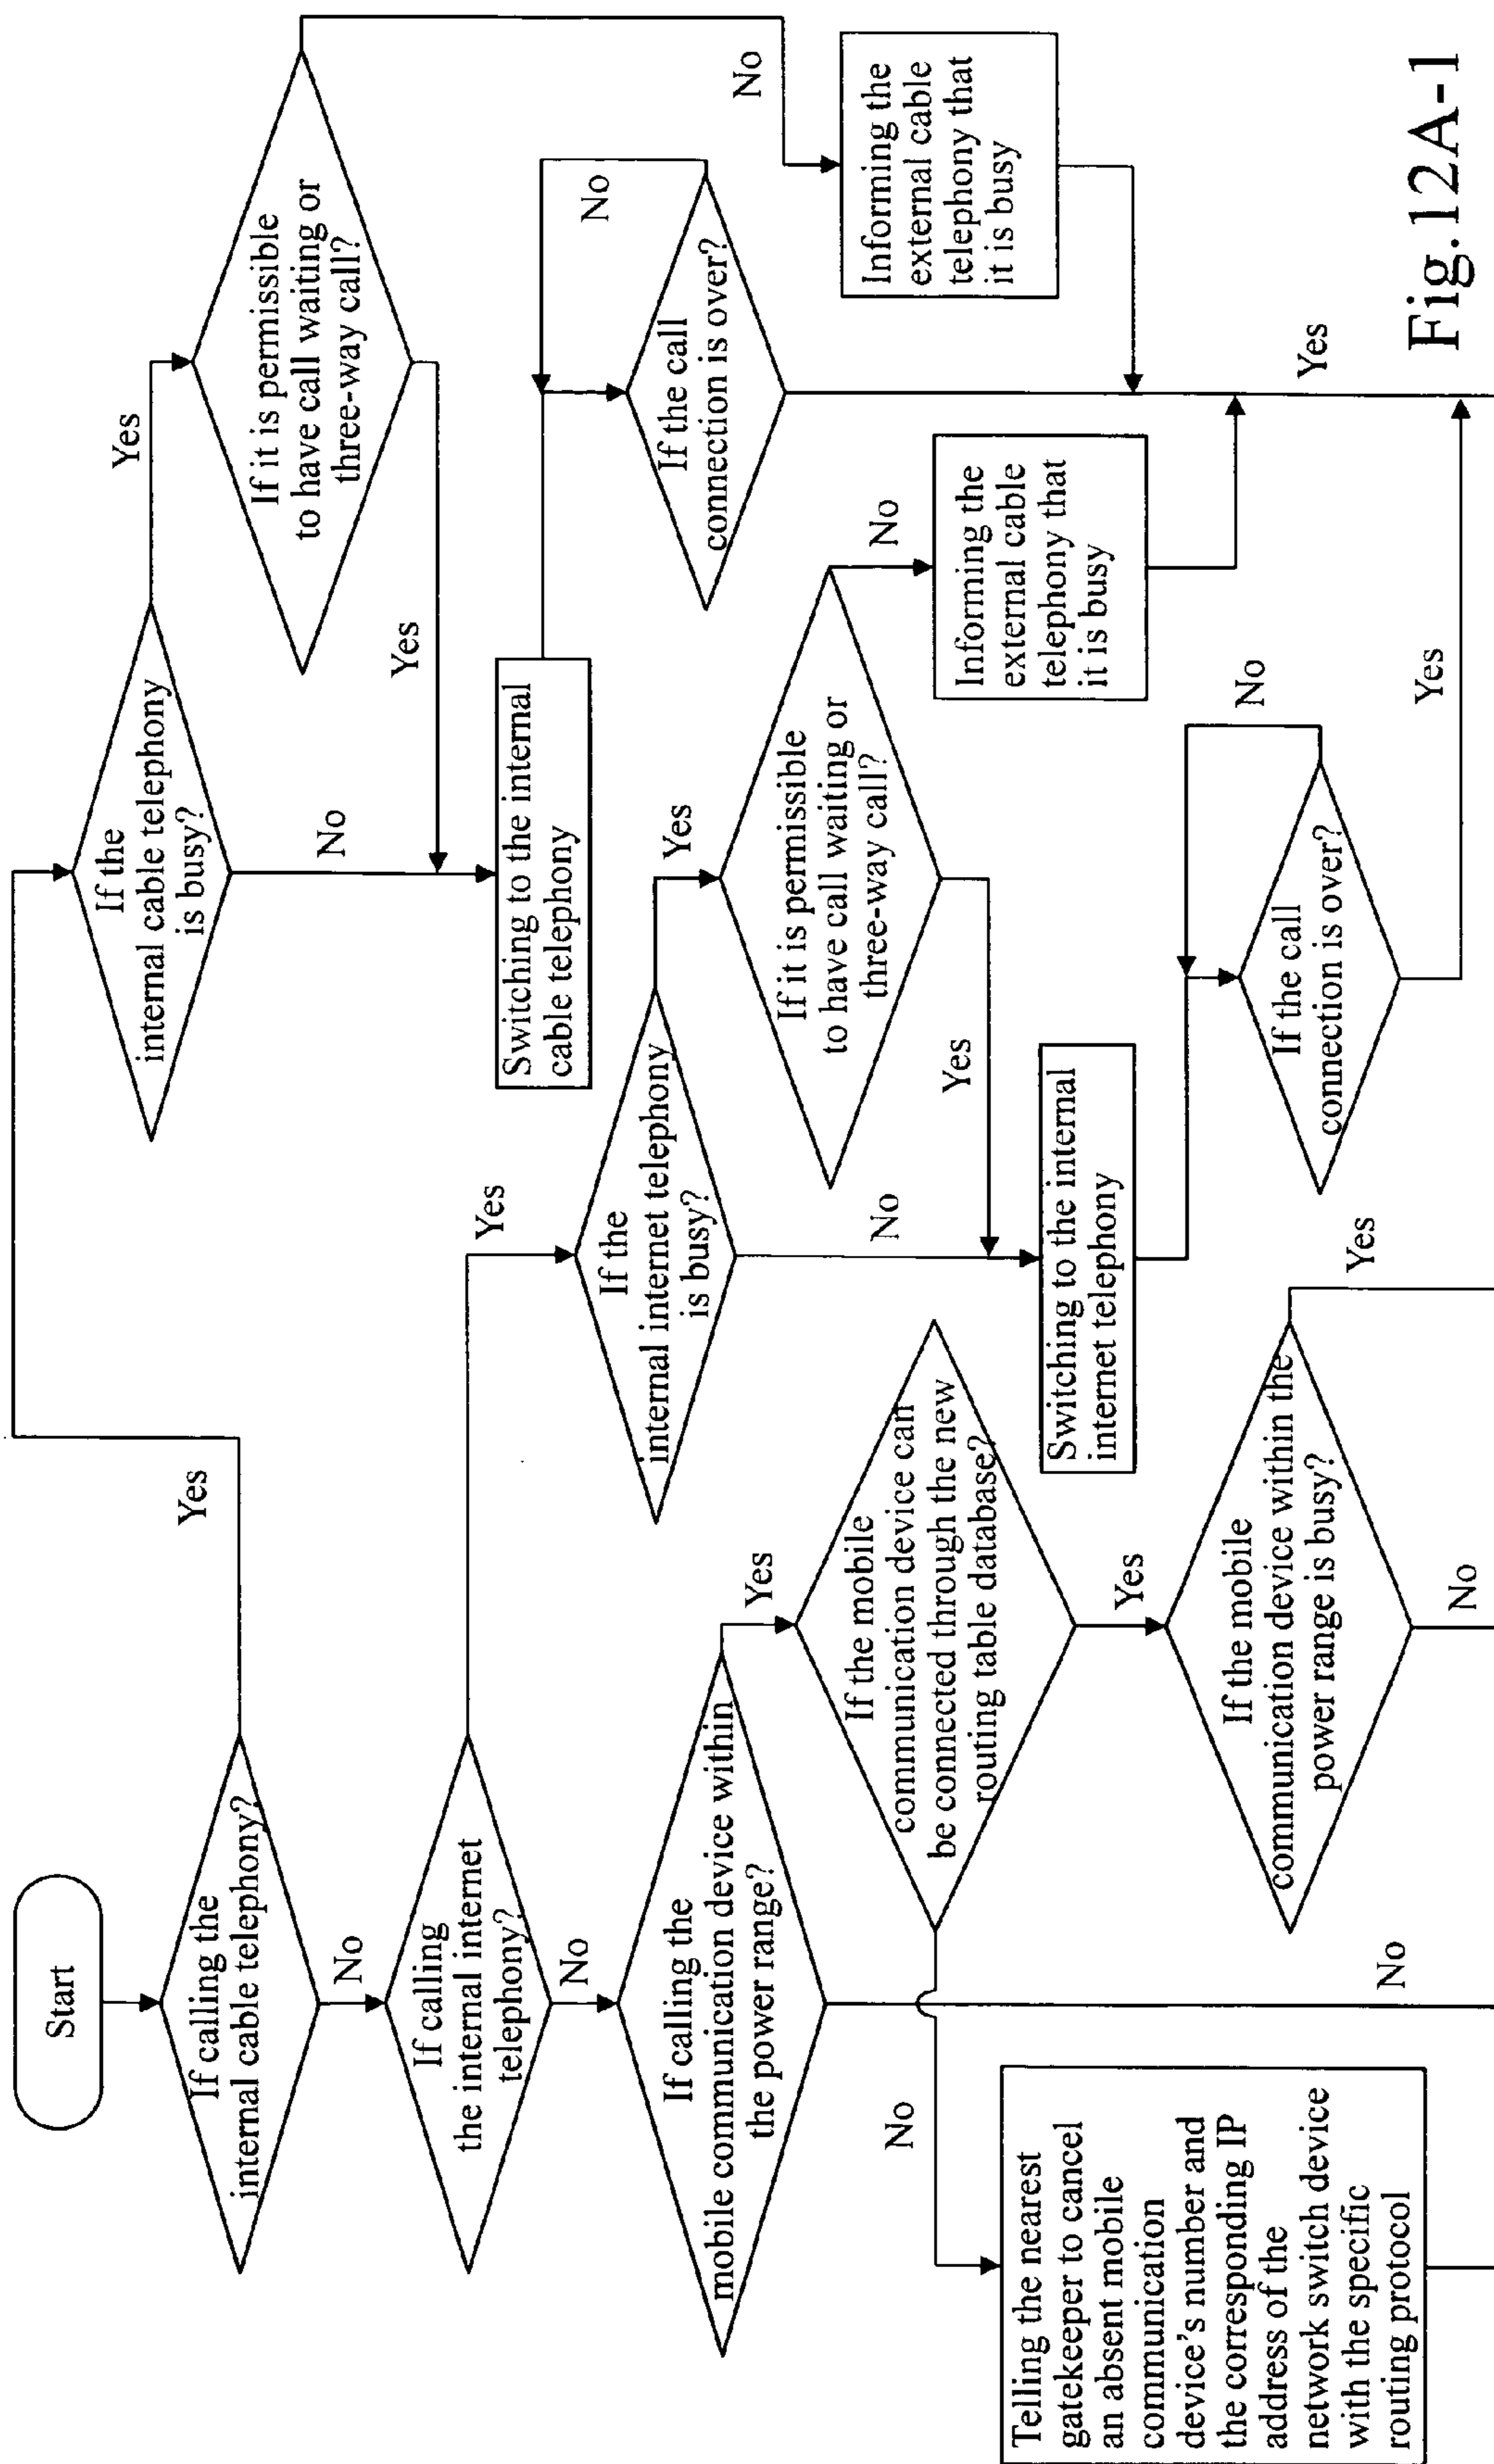 Start
If calling the
internal cable telephony?
Yes
No
If the
internal cable telephony
is busy?
Yes
No
If it is permissible
to have call waiting or
three-way call?
Yes
No
Switching to the internal
cable telephony
If the call
connection is over?
No
Yes
Informing the
external cable
telephony that
it is busy
If calling
the internal internet
telephony?
Yes
No
If the
internal internet telephony
is busy?
Yes
No
If it is permissible
to have call waiting or
three-way call?
Yes
No
Informing the
external cable
telephony that
it is busy
Switching to the internal
internet telephony
If the call
connection is over?
No
Yes
If calling the
mobile communication device within
the power range?
Yes
No
If the mobile
communication device can
be connected through the new
routing table database?
Yes
No
Telling the nearest
gatekeeper to cancel
an absent mobile
communication
device's number and
the corresponding IP
address of the
network switch device
with the specific
routing protocol
If the mobile
communication device within the
power range is busy?
Yes
No
Fig.12A-1